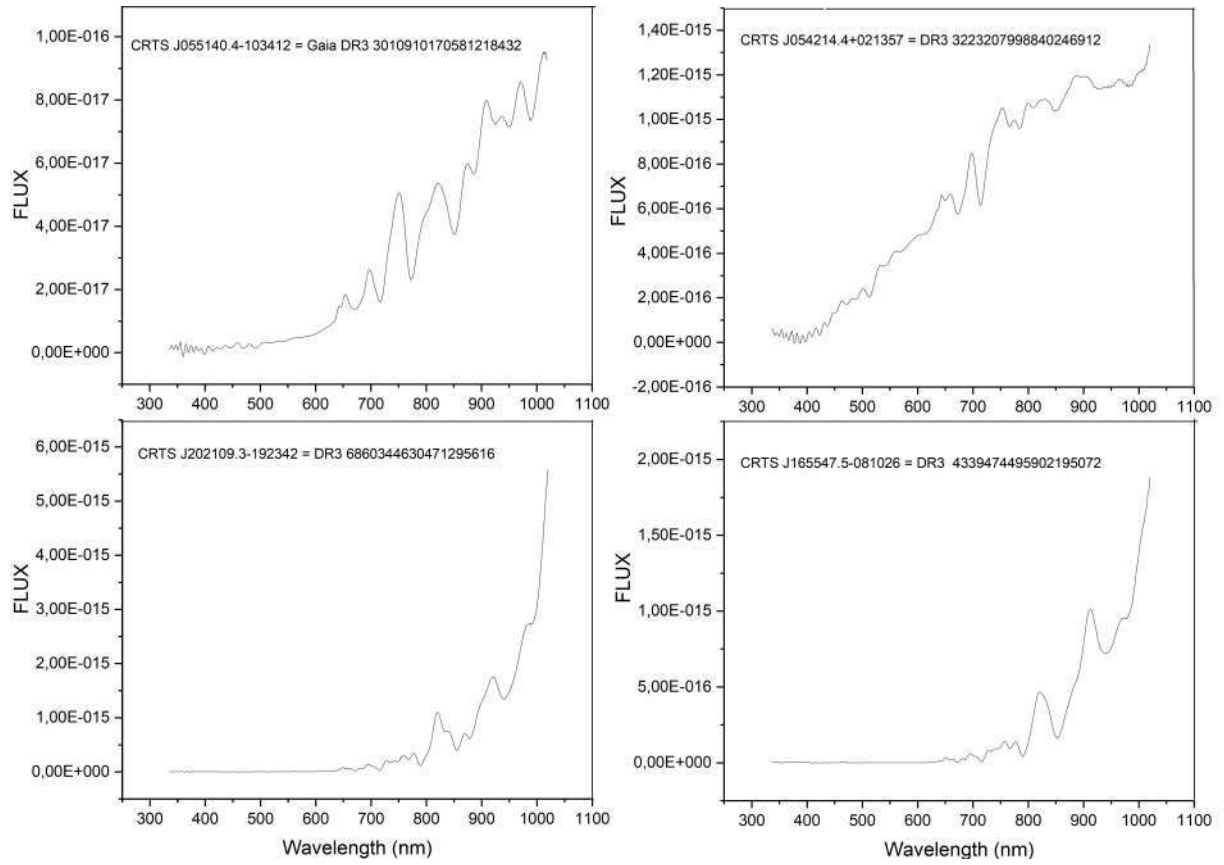 CRTS J055140.4-103412 = Gaia DR3 3010910170581218432
1,00E-016
8,00E-017
6,00E-017
4,00E-017
2,00E-017
0,00E+000
FLUX
300 400 500 600 700 800 900 1000 1100
CRTS J054214.4+021357 = DR3 3223207998840246912
1,40E-015
1,20E-015
1,00E-015
8,00E-016
6,00E-016
4,00E-016
2,00E-016
0,00E+000
-2,00E-016
FLUX
300 400 500 600 700 800 900 1000 1100
CRTS J202109.3-192342 = DR3 6860344630471295616
6,00E-015
5,00E-015
4,00E-015
3,00E-015
2,00E-015
1,00E-015
0,00E+000
FLUX
300 400 500 600 700 800 900 1000 1100
Wavelength (nm)
CRTS J165547.5-081026 = DR3 4339474495902195072
2,00E-015
1,50E-015
1,00E-015
5,00E-016
0,00E+000
FLUX
300 400 500 600 700 800 900 1000 1100
Wavelength (nm)